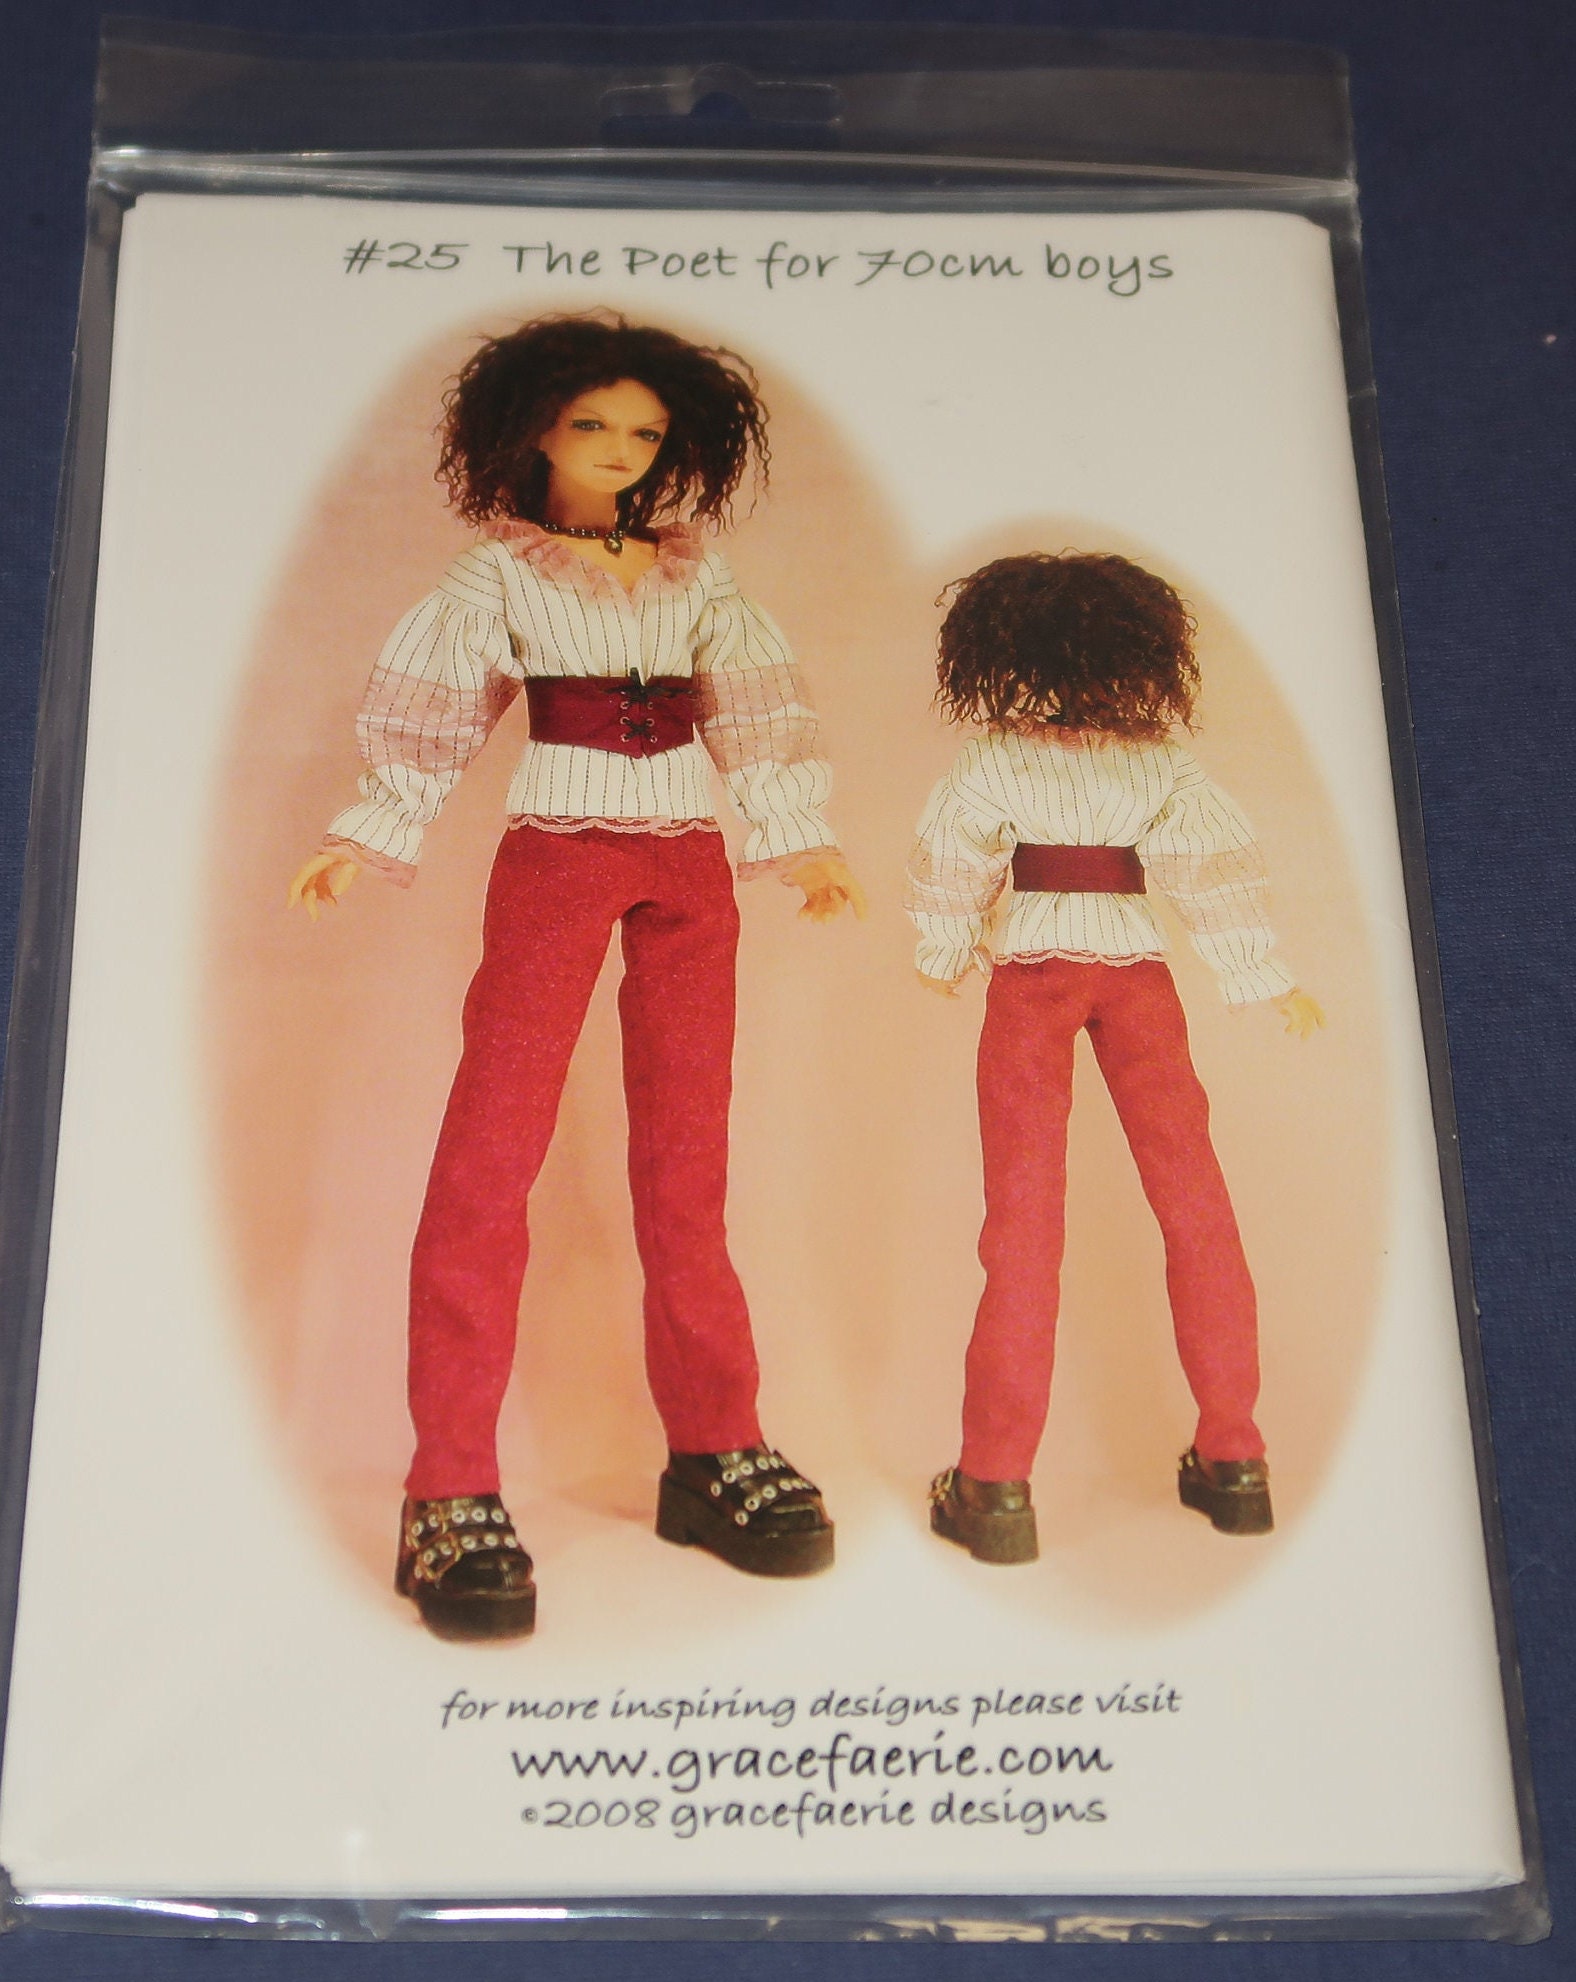 #25 The Poet for 70cm boys
for more inspiring designs please visit
www.gracefaerie.com
©2008 gracefaerie designs